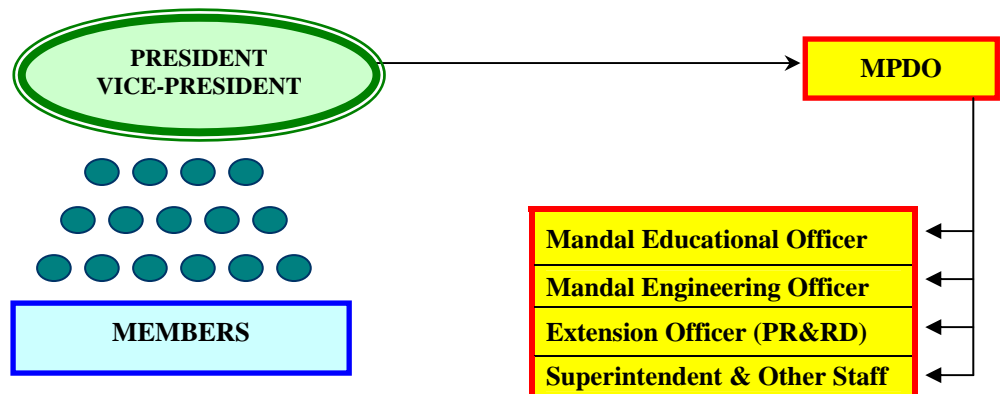 PRESIDENT
VICE-PRESIDENT
MPDO
Mandal Educational Officer
Mandal Engineering Officer
Extension Officer (PR&RD)
Superintendent & Other Staff
MEMBERS